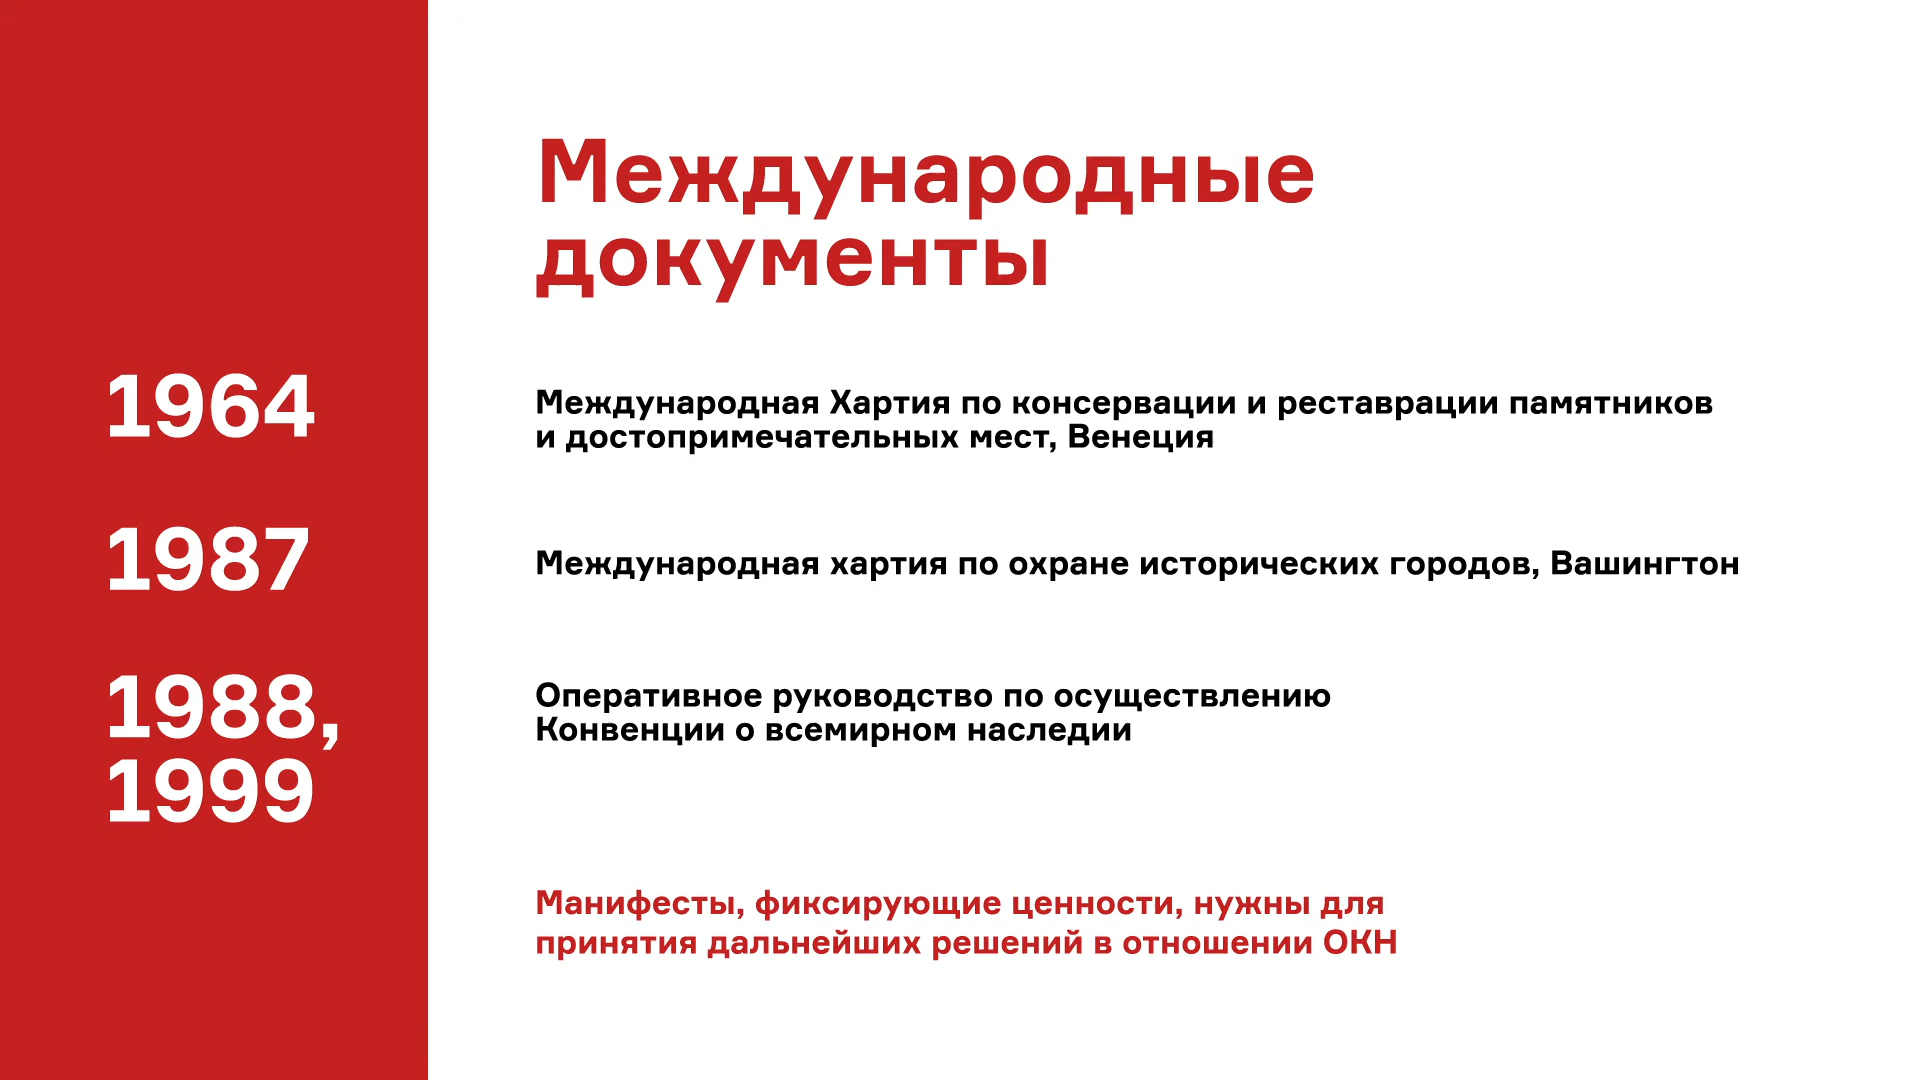 Международные
документы
1964
Международная Хартия по консервации и реставрации памятников
и достопримечательных мест, Венеция
1987
Международная хартия по охране исторических городов, Вашингтон
1988,
1999
Оперативное руководство по осуществлению
Конвенции о всемирном наследии
Манифесты, фиксирующие ценности, нужны для
принятия дальнейших решений в отношении ОКН